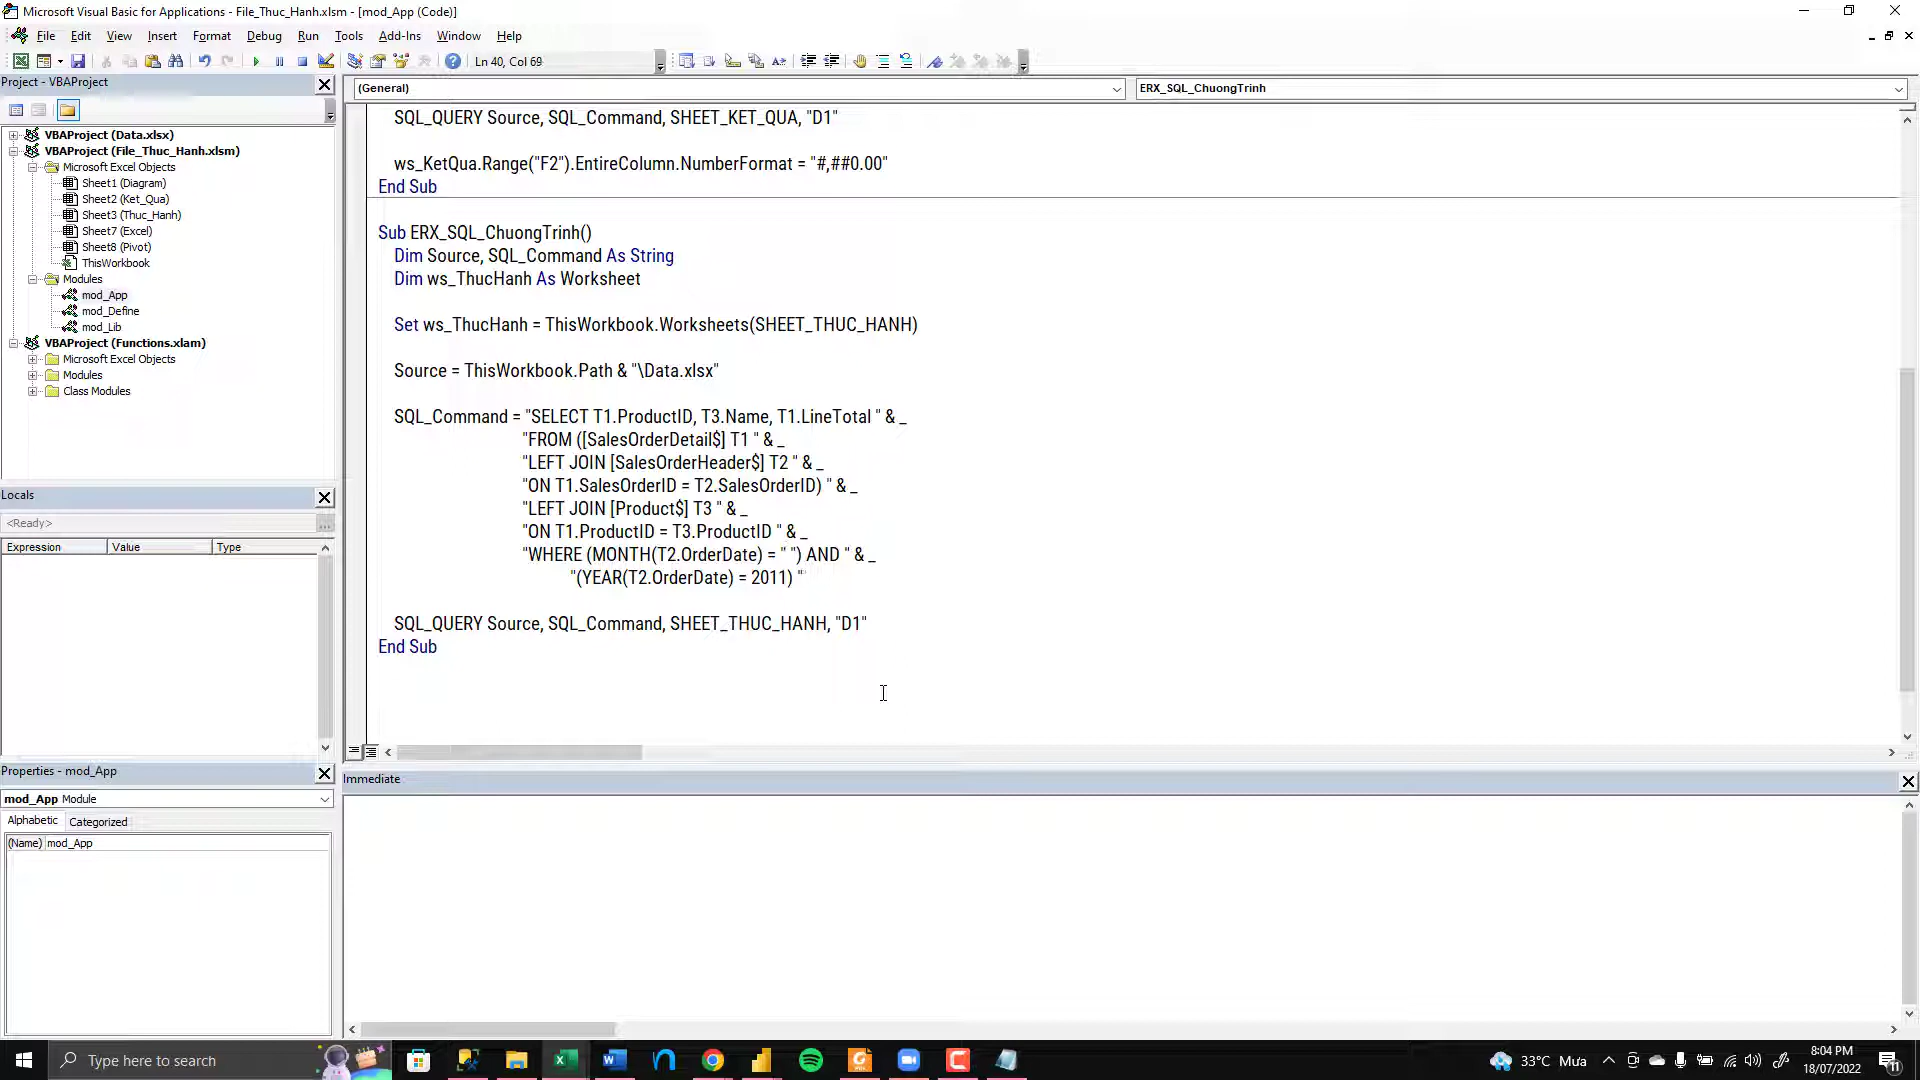 Microsoft Visual Basic for Applications - File_Thuc_Hanh.xlsm - [mod_App (Code)]
File Edit View Insert Format Debug Run Tools Add-Ins Window Help
Ln 40, Col 69
Project - VBAProject
VBAProject (Data.xlsx)
VBAProject (File_Thuc_Hanh.xlsm)
Microsoft Excel Objects
Sheet1 (Diagram)
Sheet2 (Ket_Qua)
Sheet3 (Thuc_Hanh)
Sheet7 (Excel)
Sheet8 (Pivot)
ThisWorkbook
Modules
mod_App
mod_Define
mod_Lib
VBAProject (Functions.xlam)
Microsoft Excel Objects
Modules
Class Modules
Locals
<Ready>
Expression Value Type
Properties - mod_App
mod_App Module
Alphabetic Categorized
(Name) mod_App
(General) ERX_SQL_ChuongTrinh
SQL_QUERY Source, SQL_Command, SHEET_KET_QUA, "D1"
ws_KetQua.Range("F2").EntireColumn.NumberFormat = "#,##0.00"
End Sub
Sub ERX_SQL_ChuongTrinh()
Dim Source, SQL_Command As String
Dim ws_ThucHanh As Worksheet
Set ws_ThucHanh = ThisWorkbook.Worksheets(SHEET_THUC_HANH)
Source = ThisWorkbook.Path & "\Data.xlsx"
SQL_Command = "SELECT T1.ProductID, T3.Name, T1.LineTotal " & _
"FROM ([SalesOrderDetail$] T1 " & _
"LEFT JOIN [SalesOrderHeader$] T2 " & _
"ON T1.SalesOrderID = T2.SalesOrderID) " & _
"LEFT JOIN [Product$] T3 " & _
"ON T1.ProductID = T3.ProductID " & _
"WHERE (MONTH(T2.OrderDate) = " ") AND " & _
"(YEAR(T2.OrderDate) = 2011) "
SQL_QUERY Source, SQL_Command, SHEET_THUC_HANH, "D1"
End Sub
Immediate
Type here to search
33°C Mưa
8:04 PM
18/07/2022
11